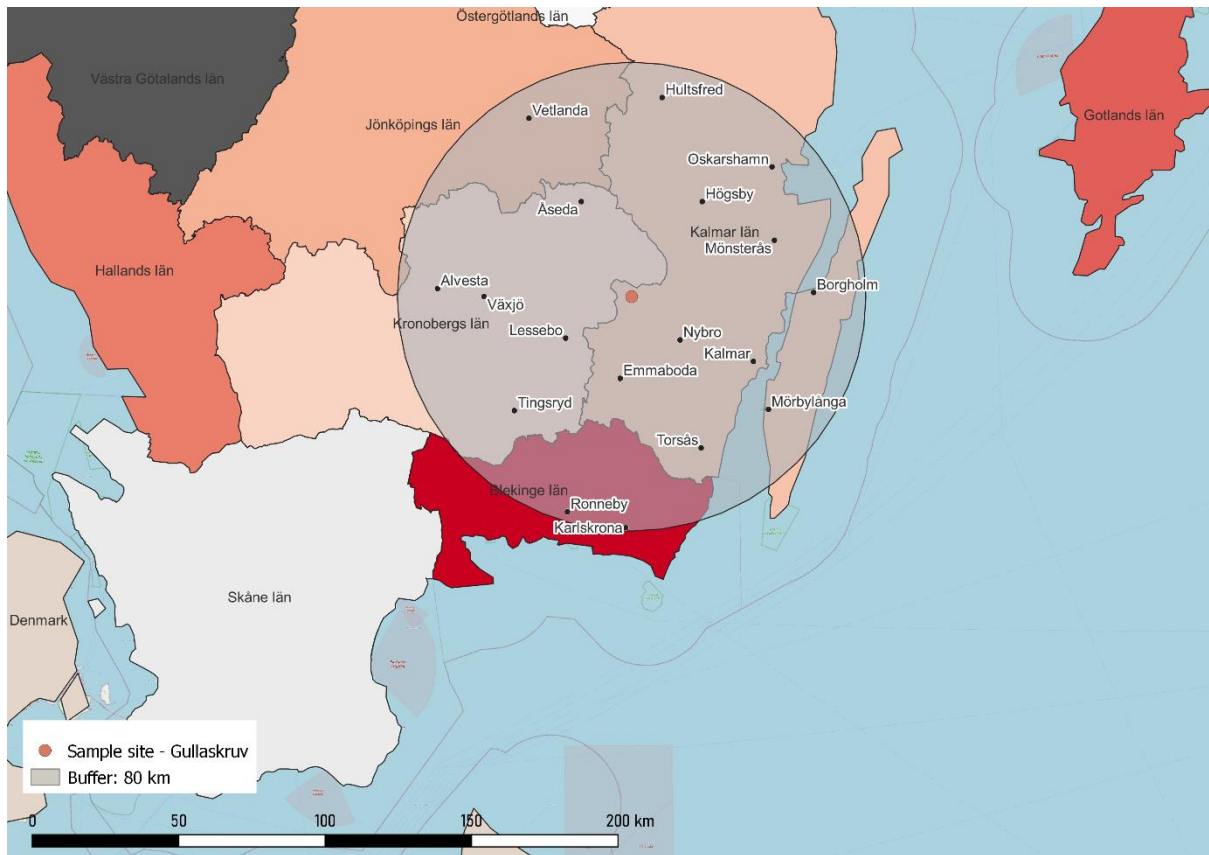 Östergötlands län
Västra Götalands län
Hultsfred
Vetlanda
Jönköpings län
Gotlands län
Oskarshamn
Åseda
Högsby
Kalmar län
Mönsterås
Hallands län
Alvesta
Borgholm
Växjö
Kronobergs län
Lessebo
Nybro
Kalmar
Emmaboda
Tingsryd
Mörbylånga
Torsås
Blekinge län
Ronneby
Karlskrona
Skåne län
Denmark
Sample site - Gullaskruv
Buffer: 80 km
0 50 100 150 200 km